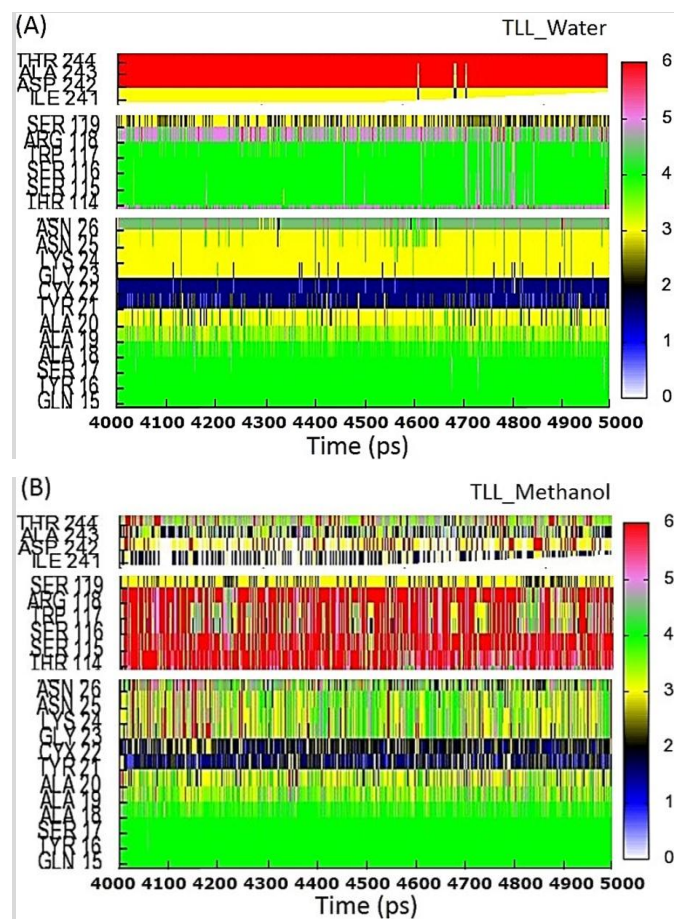 (A)
TLL_Water
THR 244
ALA 243
ASP 242
ILE 241
SER 119
ARG 118
TRP 117
SER 116
SER 115
THR 114
ASN 26
ASN 25
LYS 24
GLY 23
CYX 22
TYR 21
ALA 20
ALA 19
ALA 18
SER 17
TYR 16
GLN 15
6
5
4
3
2
1
0
4000 4100 4200 4300 4400 4500 4600 4700 4800 4900 5000
Time (ps)
(B)
TLL_Methanol
THR 244
ALA 243
ASP 242
ILE 241
SER 119
ARG 118
TRP 117
SER 116
SER 115
THR 114
ASN 26
ASN 25
LYS 24
GLY 23
CYX 22
TYR 21
ALA 20
ALA 19
ALA 18
SER 17
TYR 16
GLN 15
6
5
4
3
2
1
0
4000 4100 4200 4300 4400 4500 4600 4700 4800 4900 5000
Time (ps)